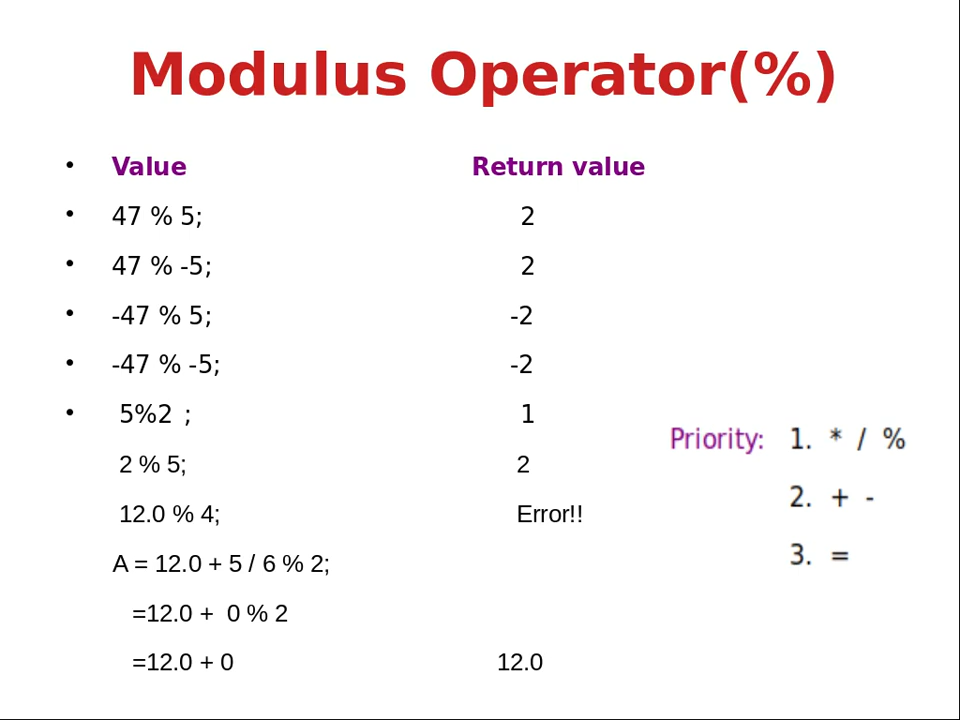 Modulus Operator(%)
• Value Return value
• 47 % 5; 2
• 47 % -5; 2
• -47 % 5; -2
• -47 % -5; -2
• 5%2 ; 1
2 % 5; 2
12.0 % 4; Error!!
A = 12.0 + 5 / 6 % 2;
=12.0 + 0 % 2
=12.0 + 0 12.0
Priority: 1. * / %
2. + -
3. =